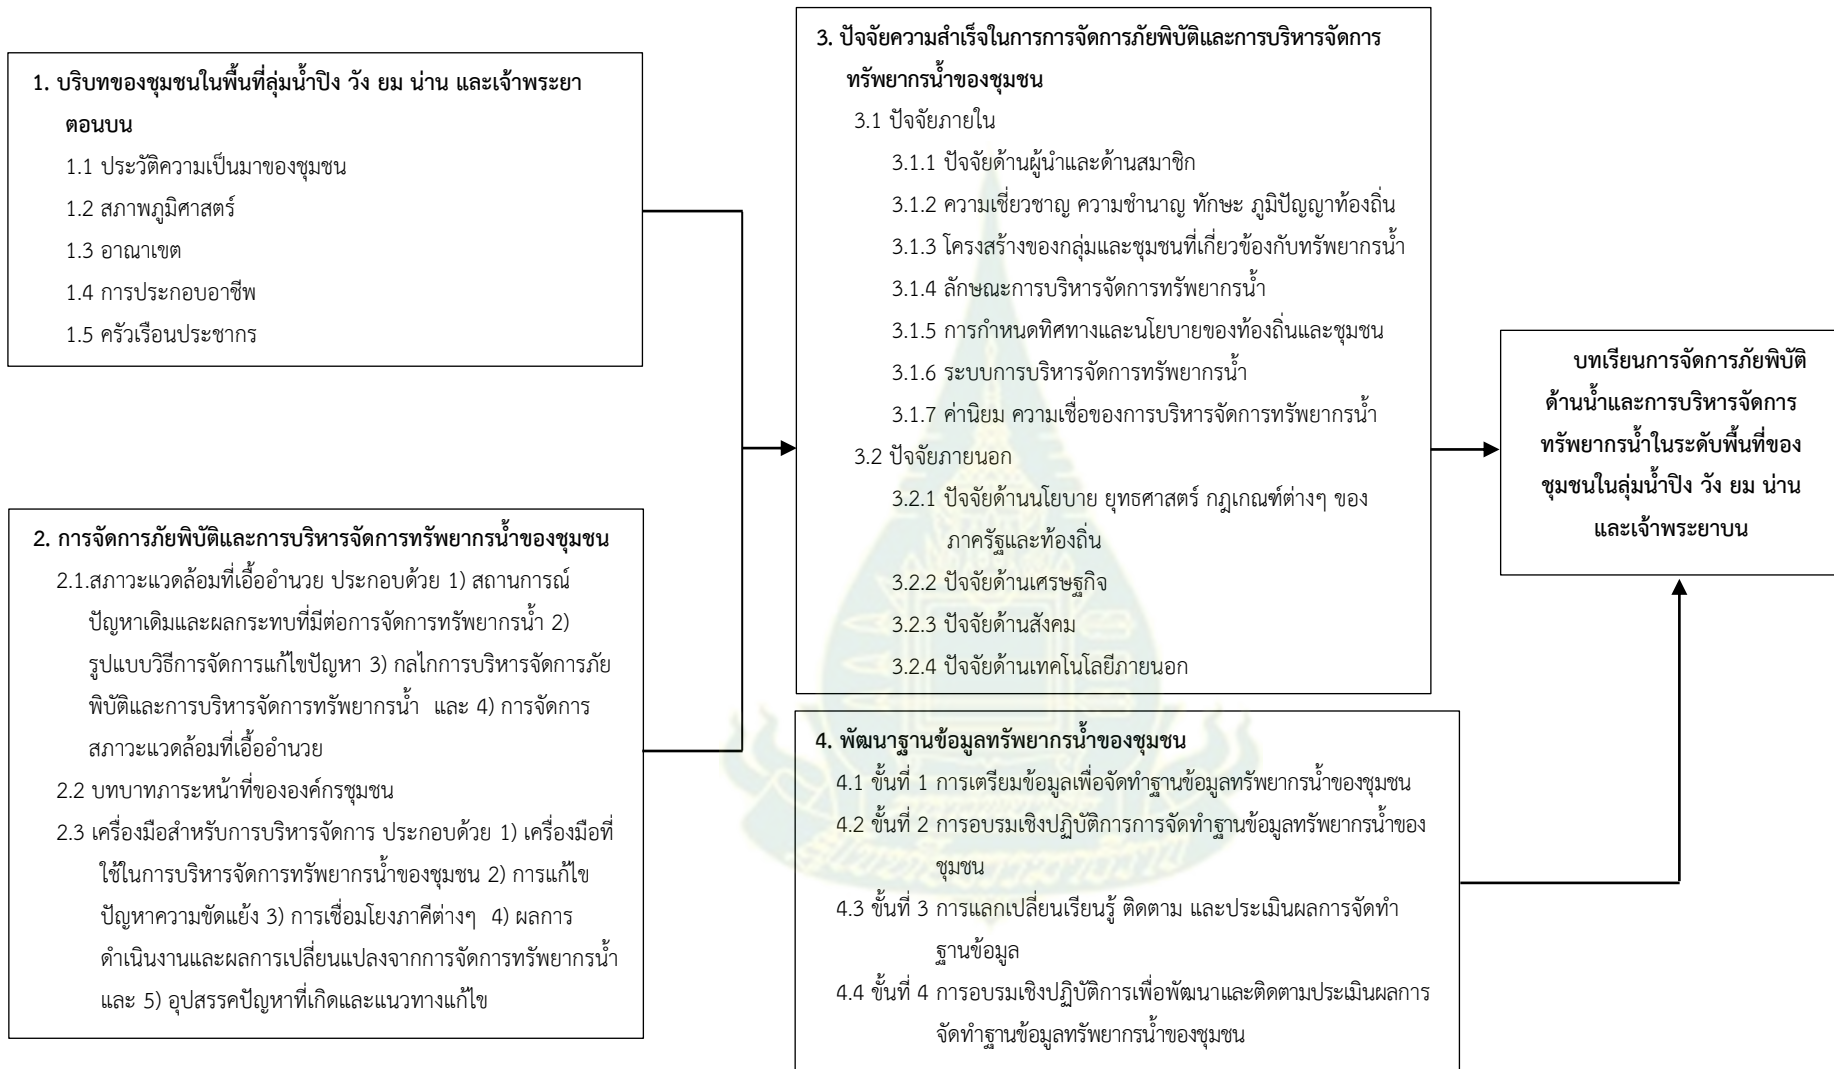 1. บริบทของชุมชนในพื้นที่ลุ่มน้ำปิง วัง ยม น่าน และเจ้าพระยา
ตอนบน
1.1 ประวัติความเป็นมาของชุมชน
1.2 สภาพภูมิศาสตร์
1.3 อาณาเขต
1.4 การประกอบอาชีพ
1.5 ครัวเรือนประชากร
2. การจัดการภัยพิบัติและการบริหารจัดการทรัพยากรน้ำของชุมชน
2.1.สภาวะแวดล้อมที่เอื้ออำนวย ประกอบด้วย 1) สถานการณ์
ปัญหาเดิมและผลกระทบที่มีต่อการจัดการทรัพยากรน้ำ 2)
รูปแบบวิธีการจัดการแก้ไขปัญหา 3) กลไกการบริหารจัดการภัย
พิบัติและการบริหารจัดการทรัพยากรน้ำ และ 4) การจัดการ
สภาวะแวดล้อมที่เอื้ออำนวย
2.2 บทบาทภาระหน้าที่ขององค์กรชุมชน
2.3 เครื่องมือสำหรับการบริหารจัดการ ประกอบด้วย 1) เครื่องมือที่
ใช้ในการบริหารจัดการทรัพยากรน้ำของชุมชน 2) การแก้ไข
ปัญหาความขัดแย้ง 3) การเชื่อมโยงภาคีต่างๆ 4) ผลการ
ดำเนินงานและผลการเปลี่ยนแปลงจากการจัดการทรัพยากรน้ำ
และ 5) อุปสรรคปัญหาที่เกิดและแนวทางแก้ไข
3. ปัจจัยความสำเร็จในการการจัดการภัยพิบัติและการบริหารจัดการ
ทรัพยากรน้ำของชุมชน
3.1 ปัจจัยภายใน
3.1.1 ปัจจัยด้านผู้นำและด้านสมาชิก
3.1.2 ความเชี่ยวชาญ ความชำนาญ ทักษะ ภูมิปัญญาท้องถิ่น
3.1.3 โครงสร้างของกลุ่มและชุมชนที่เกี่ยวข้องกับทรัพยากรน้ำ
3.1.4 ลักษณะการบริหารจัดการทรัพยากรน้ำ
3.1.5 การกำหนดทิศทางและนโยบายของท้องถิ่นและชุมชน
3.1.6 ระบบการบริหารจัดการทรัพยากรน้ำ
3.1.7 ค่านิยม ความเชื่อของการบริหารจัดการทรัพยากรน้ำ
3.2 ปัจจัยภายนอก
3.2.1 ปัจจัยด้านนโยบาย ยุทธศาสตร์ กฎเกณฑ์ต่างๆ ของ
ภาครัฐและท้องถิ่น
3.2.2 ปัจจัยด้านเศรษฐกิจ
3.2.3 ปัจจัยด้านสังคม
3.2.4 ปัจจัยด้านเทคโนโลยีภายนอก
4. พัฒนาฐานข้อมูลทรัพยากรน้ำของชุมชน
4.1 ขั้นที่ 1 การเตรียมข้อมูลเพื่อจัดทำฐานข้อมูลทรัพยากรน้ำของชุมชน
4.2 ขั้นที่ 2 การอบรมเชิงปฏิบัติการการจัดทำฐานข้อมูลทรัพยากรน้ำของ
ชุมชน
4.3 ขั้นที่ 3 การแลกเปลี่ยนเรียนรู้ ติดตาม และประเมินผลการจัดทำ
ฐานข้อมูล
4.4 ขั้นที่ 4 การอบรมเชิงปฏิบัติการเพื่อพัฒนาและติดตามประเมินผลการ
จัดทำฐานข้อมูลทรัพยากรน้ำของชุมชน
บทเรียนการจัดการภัยพิบัติ
ด้านน้ำและการบริหารจัดการ
ทรัพยากรน้ำในระดับพื้นที่ของ
ชุมชนในลุ่มน้ำปิง วัง ยม น่าน
และเจ้าพระยาบน